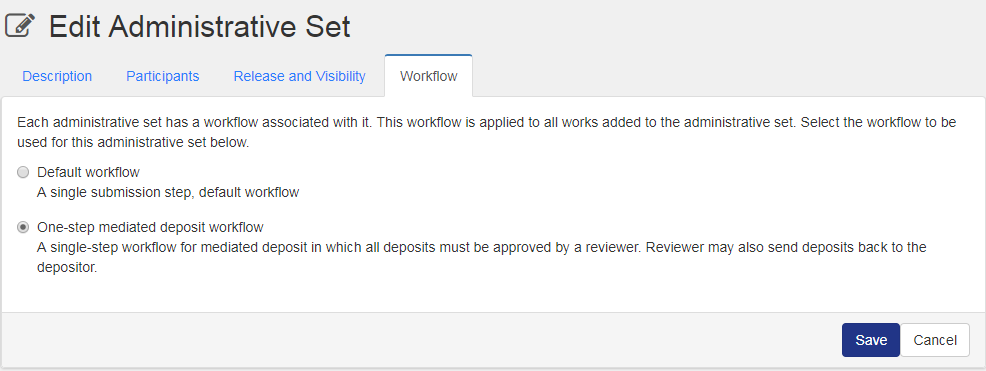 Edit Administrative Set
Description Participants Release and Visibility Workflow
Each administrative set has a workflow associated with it. This workflow is applied to all works added to the administrative set. Select the workflow to be
used for this administrative set below.
Default workflow
A single submission step, default workflow
One-step mediated deposit workflow
A single-step workflow for mediated deposit in which all deposits must be approved by a reviewer. Reviewer may also send deposits back to the
depositor.
Save Cancel